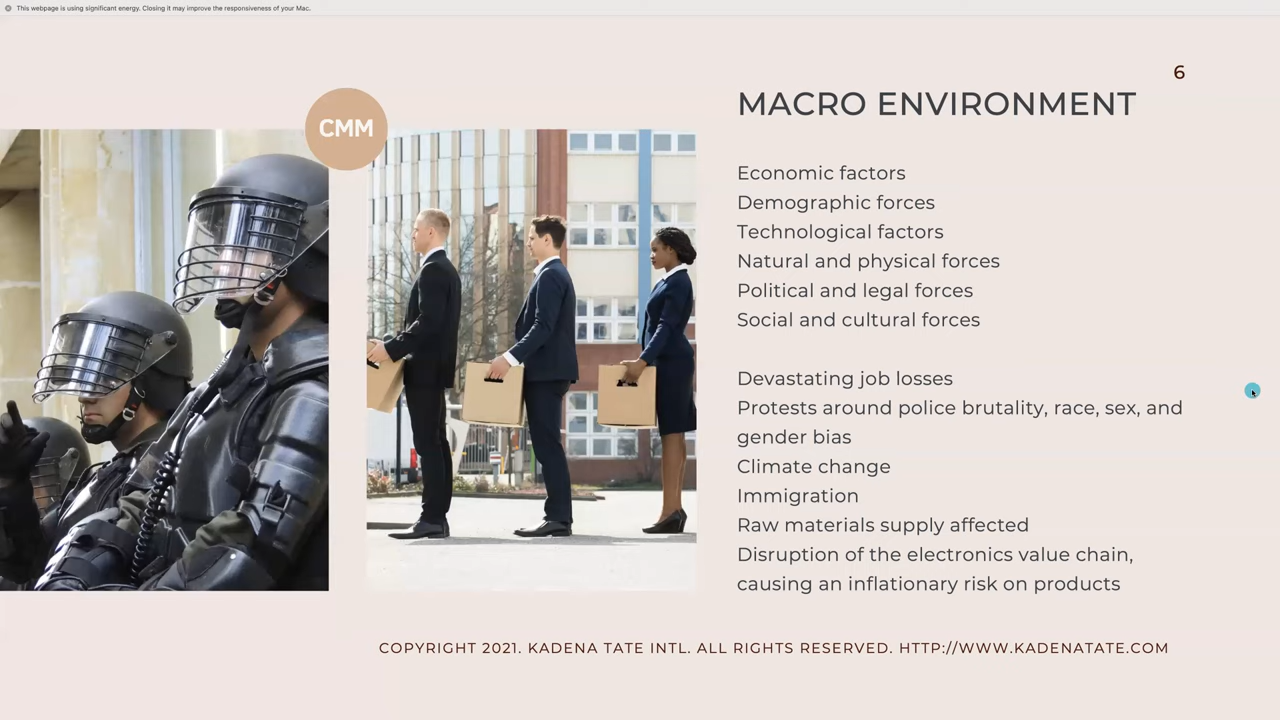 This webpage is using significant energy. Closing it may improve the responsiveness of your Mac.
6
CMM
MACRO ENVIRONMENT
Economic factors
Demographic forces
Technological factors
Natural and physical forces
Political and legal forces
Social and cultural forces
Devastating job losses
Protests around police brutality, race, sex, and
gender bias
Climate change
Immigration
Raw materials supply affected
Disruption of the electronics value chain,
causing an inflationary risk on products
COPYRIGHT 2021. KADENA TATE INTL. ALL RIGHTS RESERVED. HTTP://WWW.KADENATATE.COM